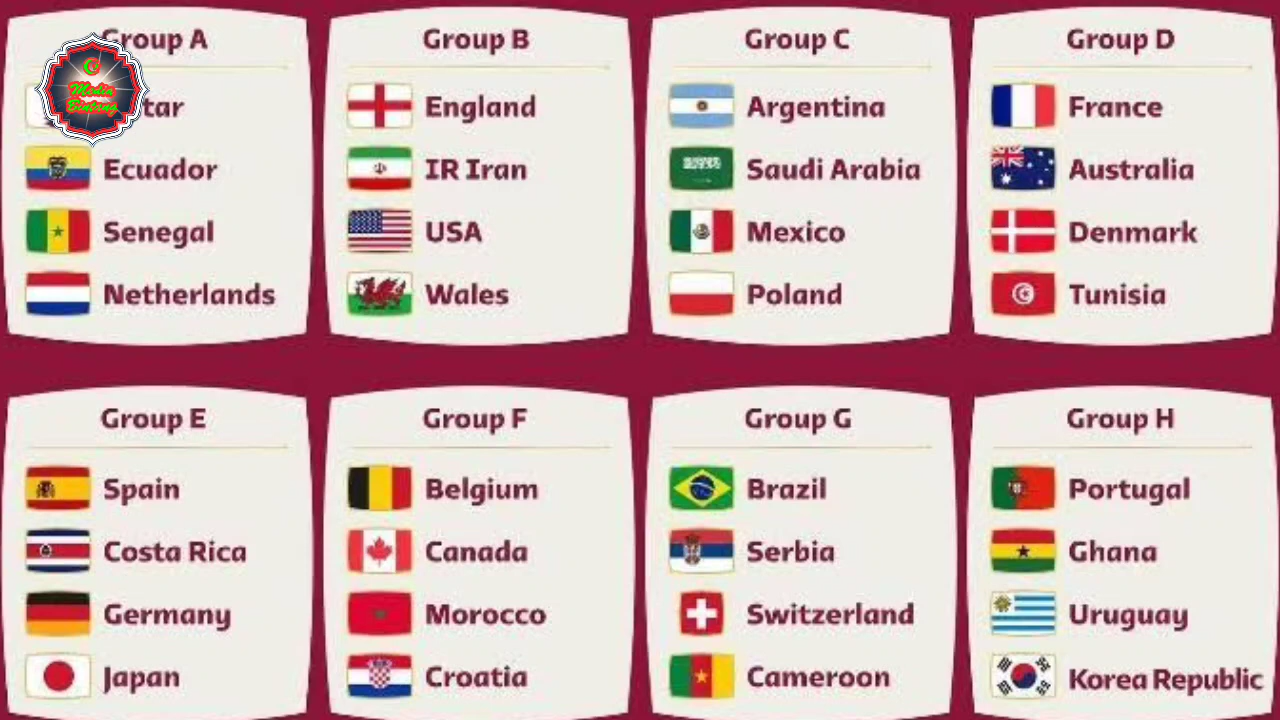 Group A
Media
Bintang
tar
Ecuador
Senegal
Netherlands
Group B
England
IR Iran
USA
Wales
Group C
Argentina
Saudi Arabia
Mexico
Poland
Group D
France
Australia
Denmark
Tunisia
Group E
Spain
Costa Rica
Germany
Japan
Group F
Belgium
Canada
Morocco
Croatia
Group G
Brazil
Serbia
Switzerland
Cameroon
Group H
Portugal
Ghana
Uruguay
Korea Republic